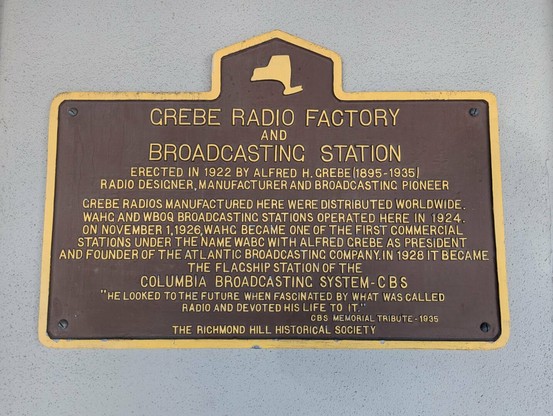 GREBE RADIO FACTORY
AND
BROADCASTING STATION
ERECTED IN 1922 BY ALFRED H. GREBE (1895-1935)
RADIO DESIGNER, MANUFACTURER AND BROADCASTING PIONEER
GREBE RADIOS MANUFACTURED HERE WERE DISTRIBUTED WORLDWIDE.
WAHG AND WBOQ BROADCASTING STATIONS OPERATED HERE IN 1924.
ON NOVEMBER 1, 1926, WAHG BECAME ONE OF THE FIRST COMMERCIAL
STATIONS UNDER THE NAME WABC WITH ALFRED GREBE AS PRESIDENT
AND FOUNDER OF THE ATLANTIC BROADCASTING COMPANY. IN 1928 IT BECAME
THE FLAGSHIP STATION OF THE
COLUMBIA BROADCASTING SYSTEM-CBS
"HE LOOKED TO THE FUTURE WHEN FASCINATED BY WHAT WAS CALLED
RADIO AND DEVOTED HIS LIFE TO IT."
CBS MEMORIAL TRIBUTE-1935
THE RICHMOND HILL HISTORICAL SOCIETY